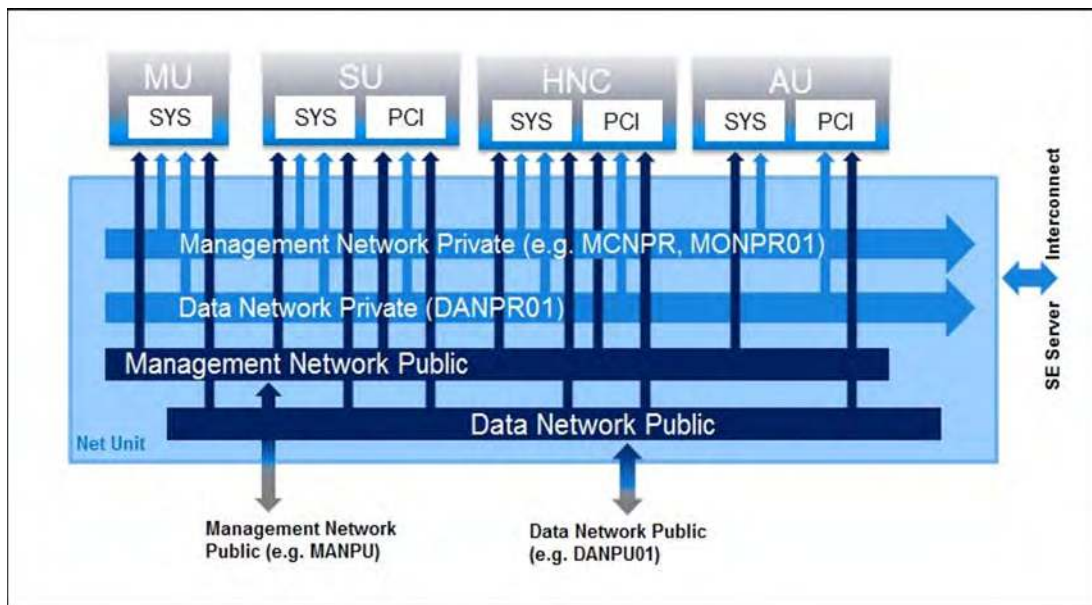 MU
SU
HNC
AU
SYS
SYS
PCI
SYS
PCI
SYS
PCI
Management Network Private (e.g. MCNPR, MONPR01)
Data Network Private (DANPR01)
Management Network Public
Data Network Public
Net Unit
SE Server
Interconnect
Management Network
Public (e.g. MANPU)
Data Network Public
(e.g. DANPU01)